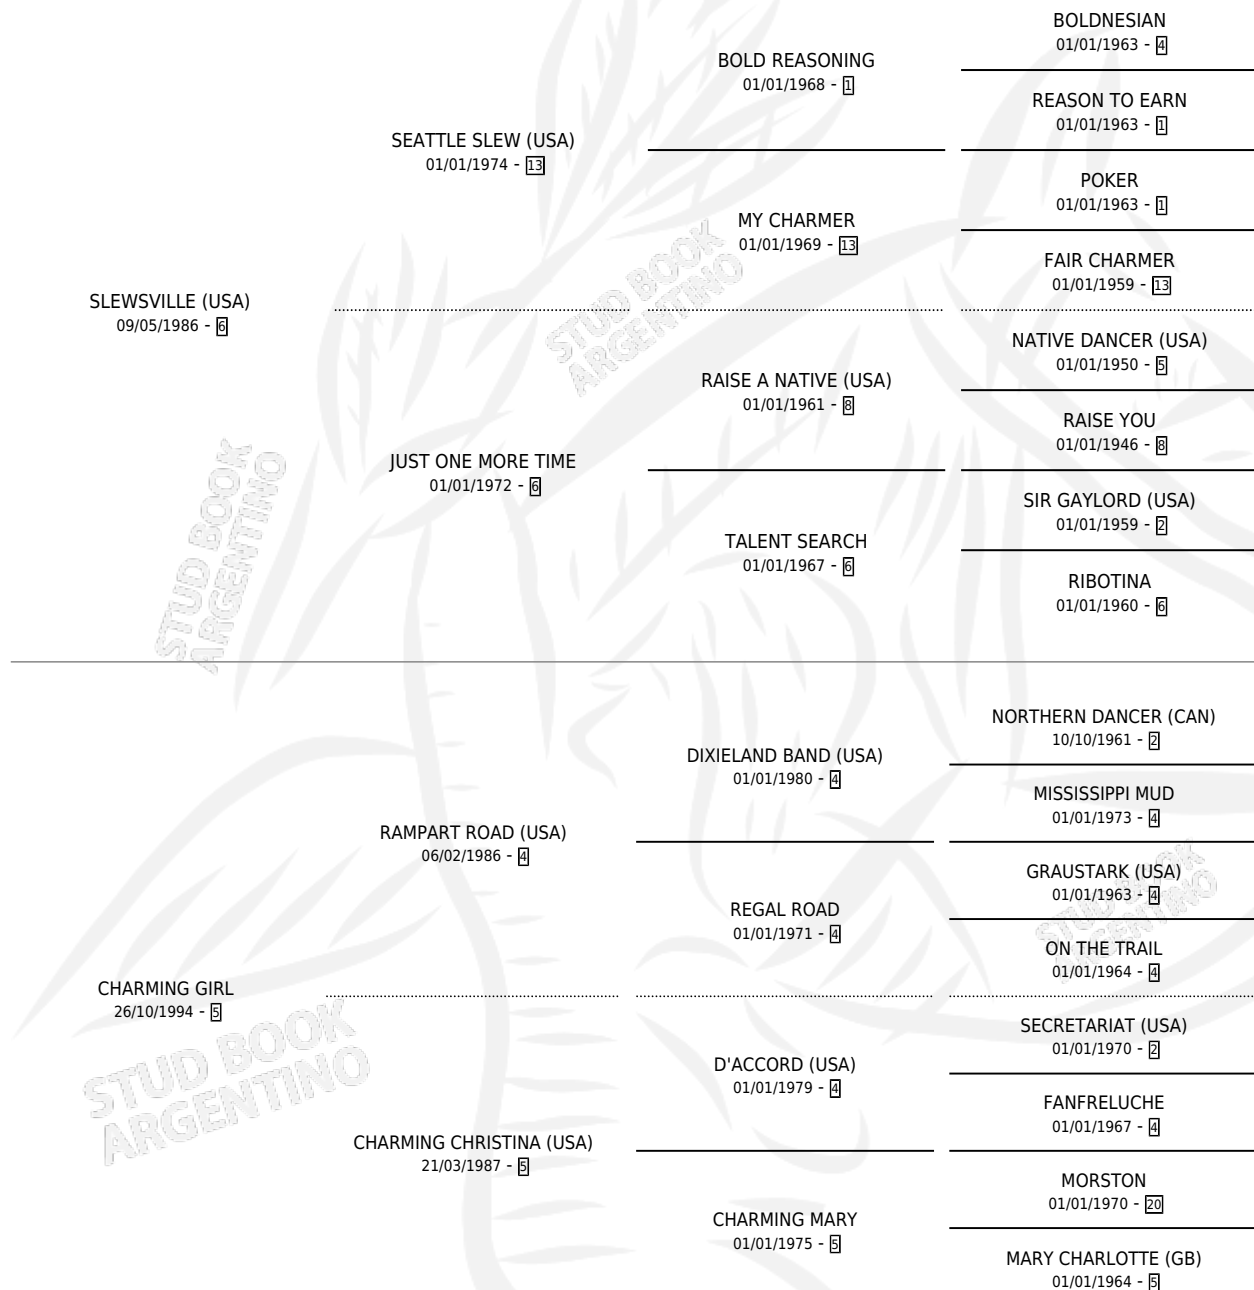 BOLDNESIAN
01/01/1963 - 4
BOLD REASONING
01/01/1968 - 1
REASON TO EARN
01/01/1963 - 1
SEATTLE SLEW (USA)
01/01/1974 - 13
POKER
01/01/1963 - 1
MY CHARMER
01/01/1969 - 13
FAIR CHARMER
01/01/1959 - 13
SLEWSVILLE (USA)
09/05/1986 - 6
NATIVE DANCER (USA)
01/01/1950 - 5
RAISE A NATIVE (USA)
01/01/1961 - 8
RAISE YOU
01/01/1946 - 8
JUST ONE MORE TIME
01/01/1972 - 6
SIR GAYLORD (USA)
01/01/1959 - 2
TALENT SEARCH
01/01/1967 - 6
RIBOTINA
01/01/1960 - 6
STUD BOOK
ARGENTINO
STUD BOOK
ARGENTINO
NORTHERN DANCER (CAN)
10/10/1961 - 2
DIXIELAND BAND (USA)
01/01/1980 - 4
MISSISSIPPI MUD
01/01/1973 - 4
RAMPART ROAD (USA)
06/02/1986 - 4
GRAUSTARK (USA)
01/01/1963 - 4
REGAL ROAD
01/01/1971 - 4
ON THE TRAIL
01/01/1964 - 4
STUD BOOK
ARGENTINO
CHARMING GIRL
26/10/1994 - 5
SECRETARIAT (USA)
01/01/1970 - 2
D'ACCORD (USA)
01/01/1979 - 4
FANFRELUCHE
01/01/1967 - 4
STUD BOOK
ARGENTINO
CHARMING CHRISTINA (USA)
21/03/1987 - 5
MORSTON
01/01/1970 - 20
CHARMING MARY
01/01/1975 - 5
MARY CHARLOTTE (GB)
01/01/1964 - 5